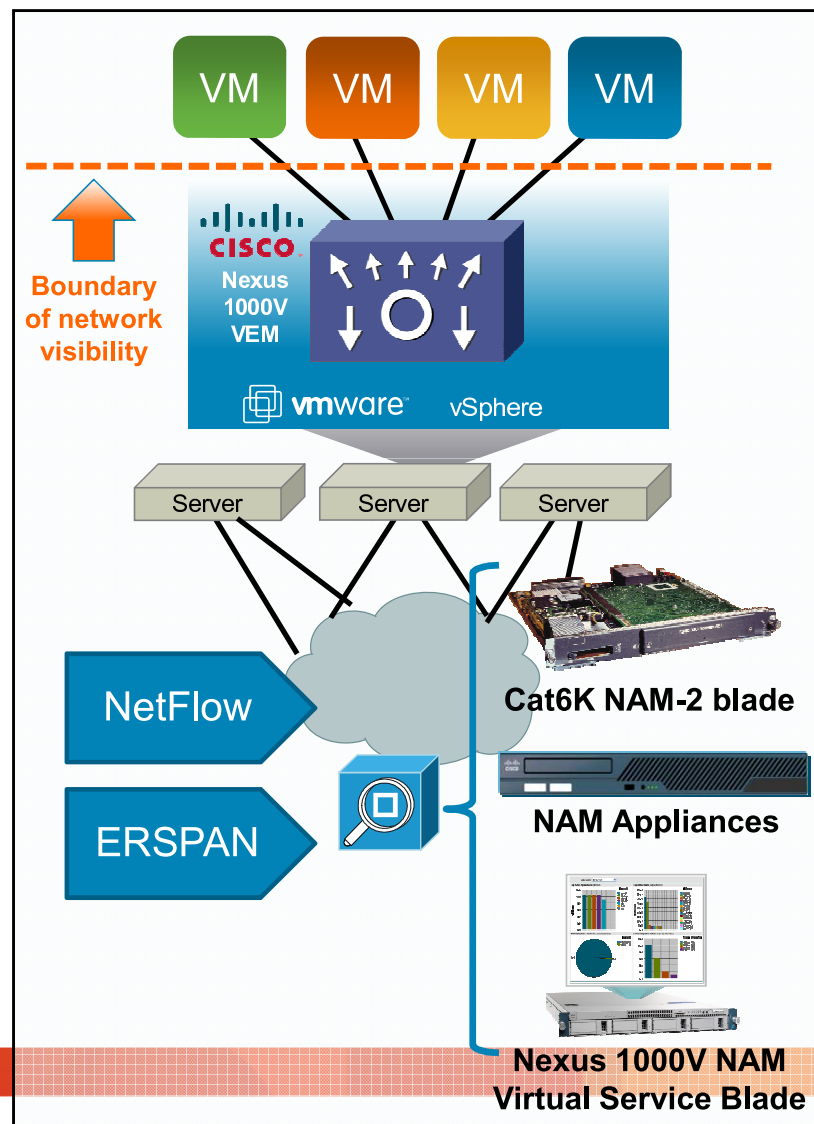 VM VM VM VM
CISCO
Nexus
1000V
VEM
Boundary
of network
visibility
vmware™ vSphere
Server Server Server
NetFlow
ERSPAN
Cat6K NAM-2 blade
NAM Appliances
Nexus 1000V NAM
Virtual Service Blade